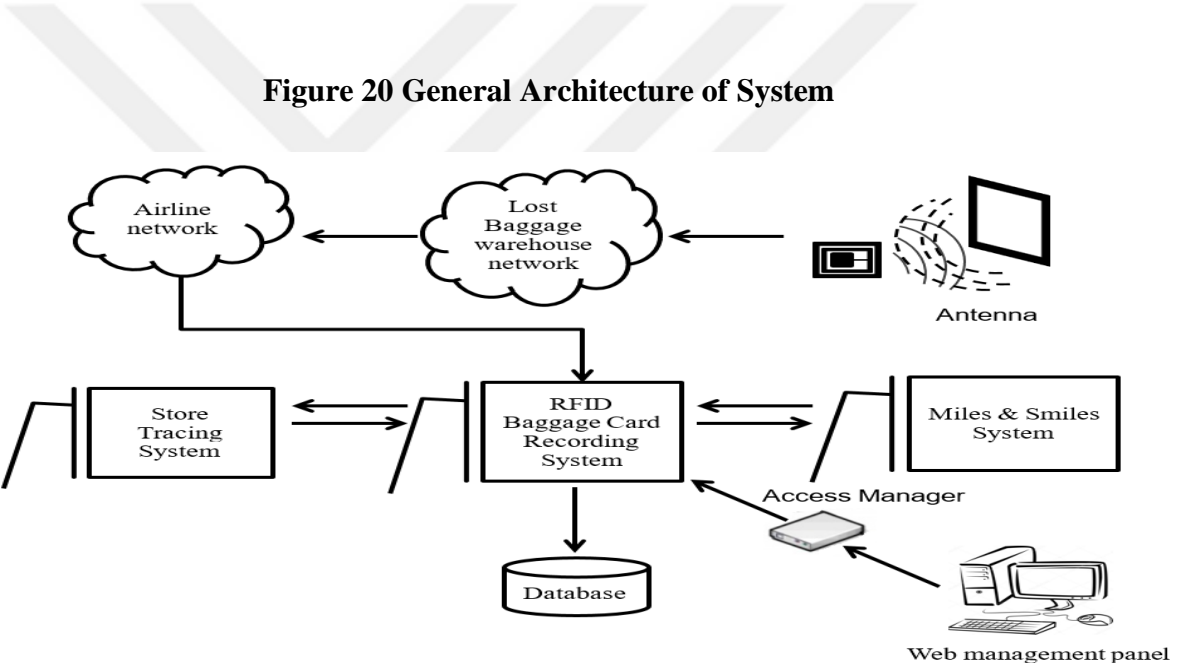 Figure 20 General Architecture of System
Airline
network
Lost
Baggage
warehouse
network
Antenna
Store
Tracing
System
RFID
Baggage Card
Recording
System
Miles & Smiles
System
Access Manager
Database
Web management panel